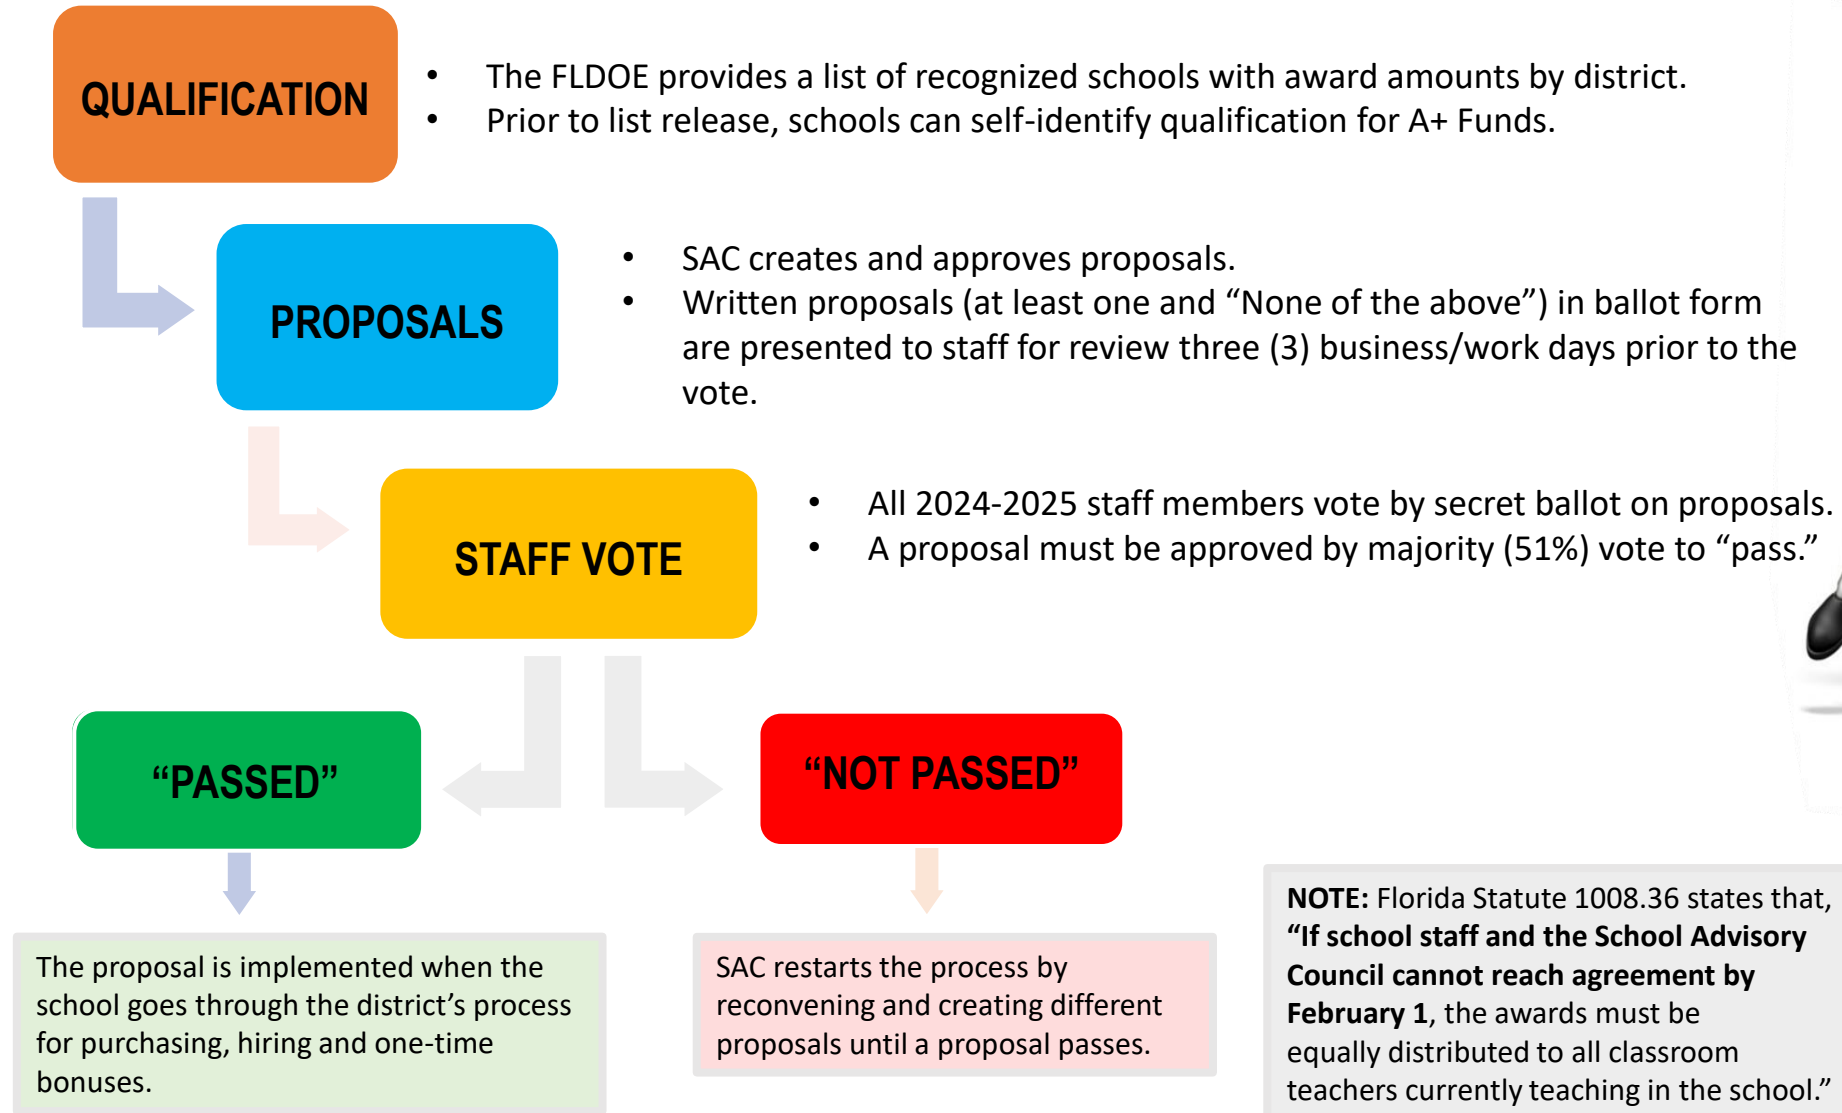 QUALIFICATION
• The FLDOE provides a list of recognized schools with award amounts by district.
• Prior to list release, schools can self-identify qualification for A+ Funds.
PROPOSALS
• SAC creates and approves proposals.
• Written proposals (at least one and “None of the above”) in ballot form
are presented to staff for review three (3) business/work days prior to the
vote.
STAFF VOTE
• All 2024-2025 staff members vote by secret ballot on proposals.
• A proposal must be approved by majority (51%) vote to “pass.”
“PASSED”
“NOT PASSED”
The proposal is implemented when the
school goes through the district’s process
for purchasing, hiring and one-time
bonuses.
SAC restarts the process by
reconvening and creating different
proposals until a proposal passes.
NOTE: Florida Statute 1008.36 states that,
“If school staff and the School Advisory
Council cannot reach agreement by
February 1, the awards must be
equally distributed to all classroom
teachers currently teaching in the school.”